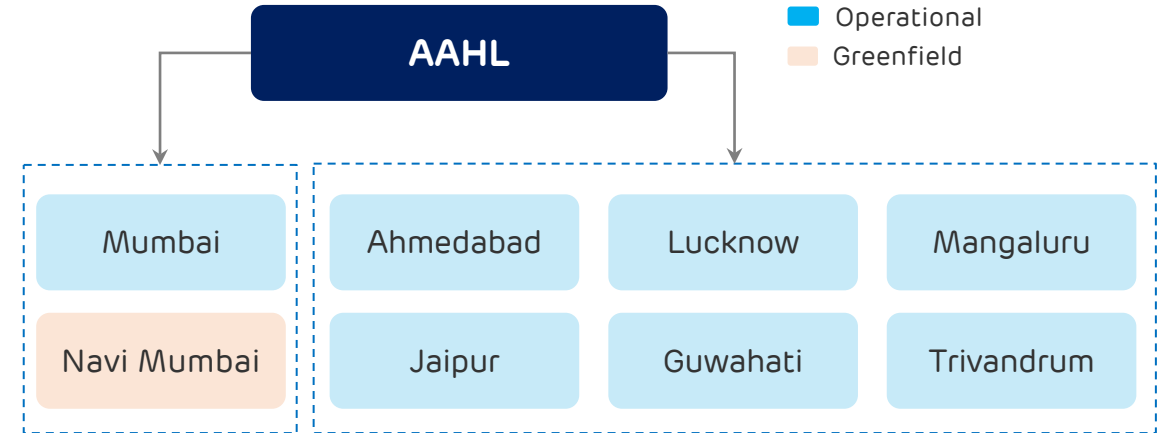 AAHL
Operational
Greenfield
Mumbai
Navi Mumbai
Ahmedabad
Lucknow
Mangaluru
Jaipur
Guwahati
Trivandrum